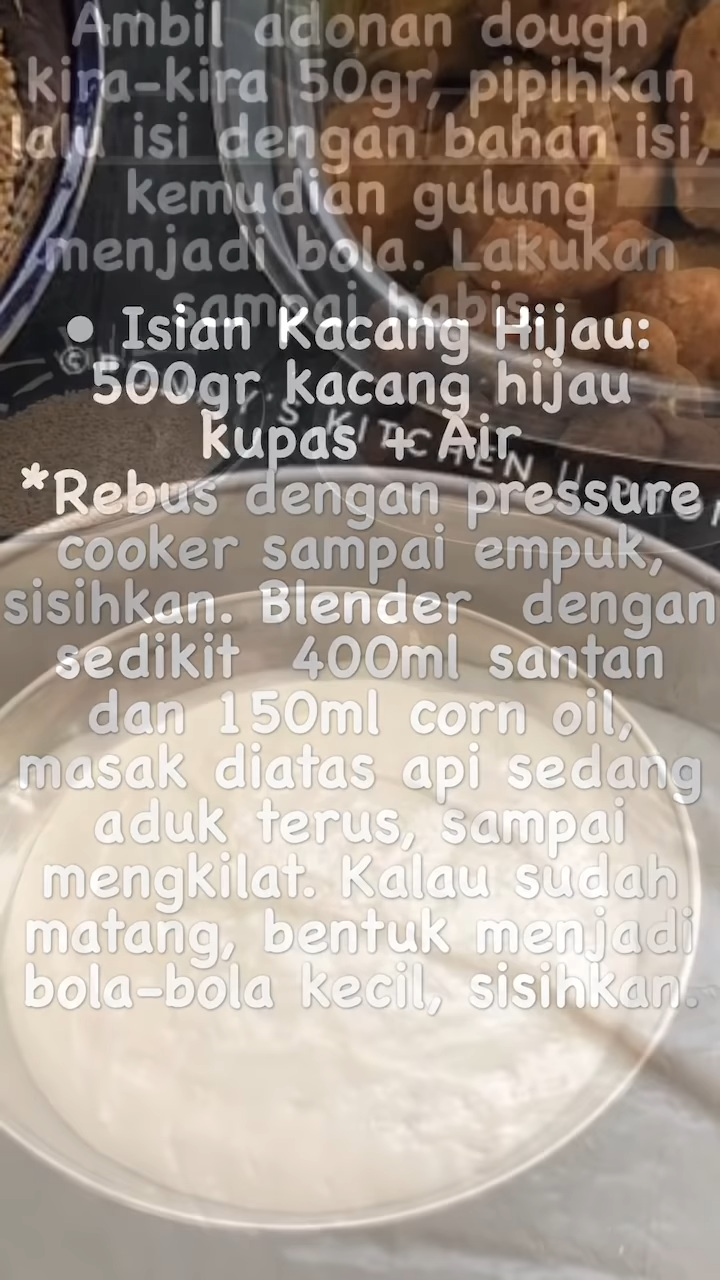 Ambil adonan dough
kira-kira 50gr, pipihkan
lalu isi dengan bahan isi,
kemudian gulung
menjadi bola. Lakukan
sampai habis
• Isian Kacang Hijau:
500gr kacang hijau
kupas + Air
*Rebus dengan pressure
cooker sampai empuk,
sisihkan. Blender dengan
sedikit 400ml santan
dan 150ml corn oil,
masak diatas api sedang
aduk terus, sampai
mengkilat. Kalau sudah
matang, bentuk menjadi
bola-bola kecil, sisihkan.
KITCHEN